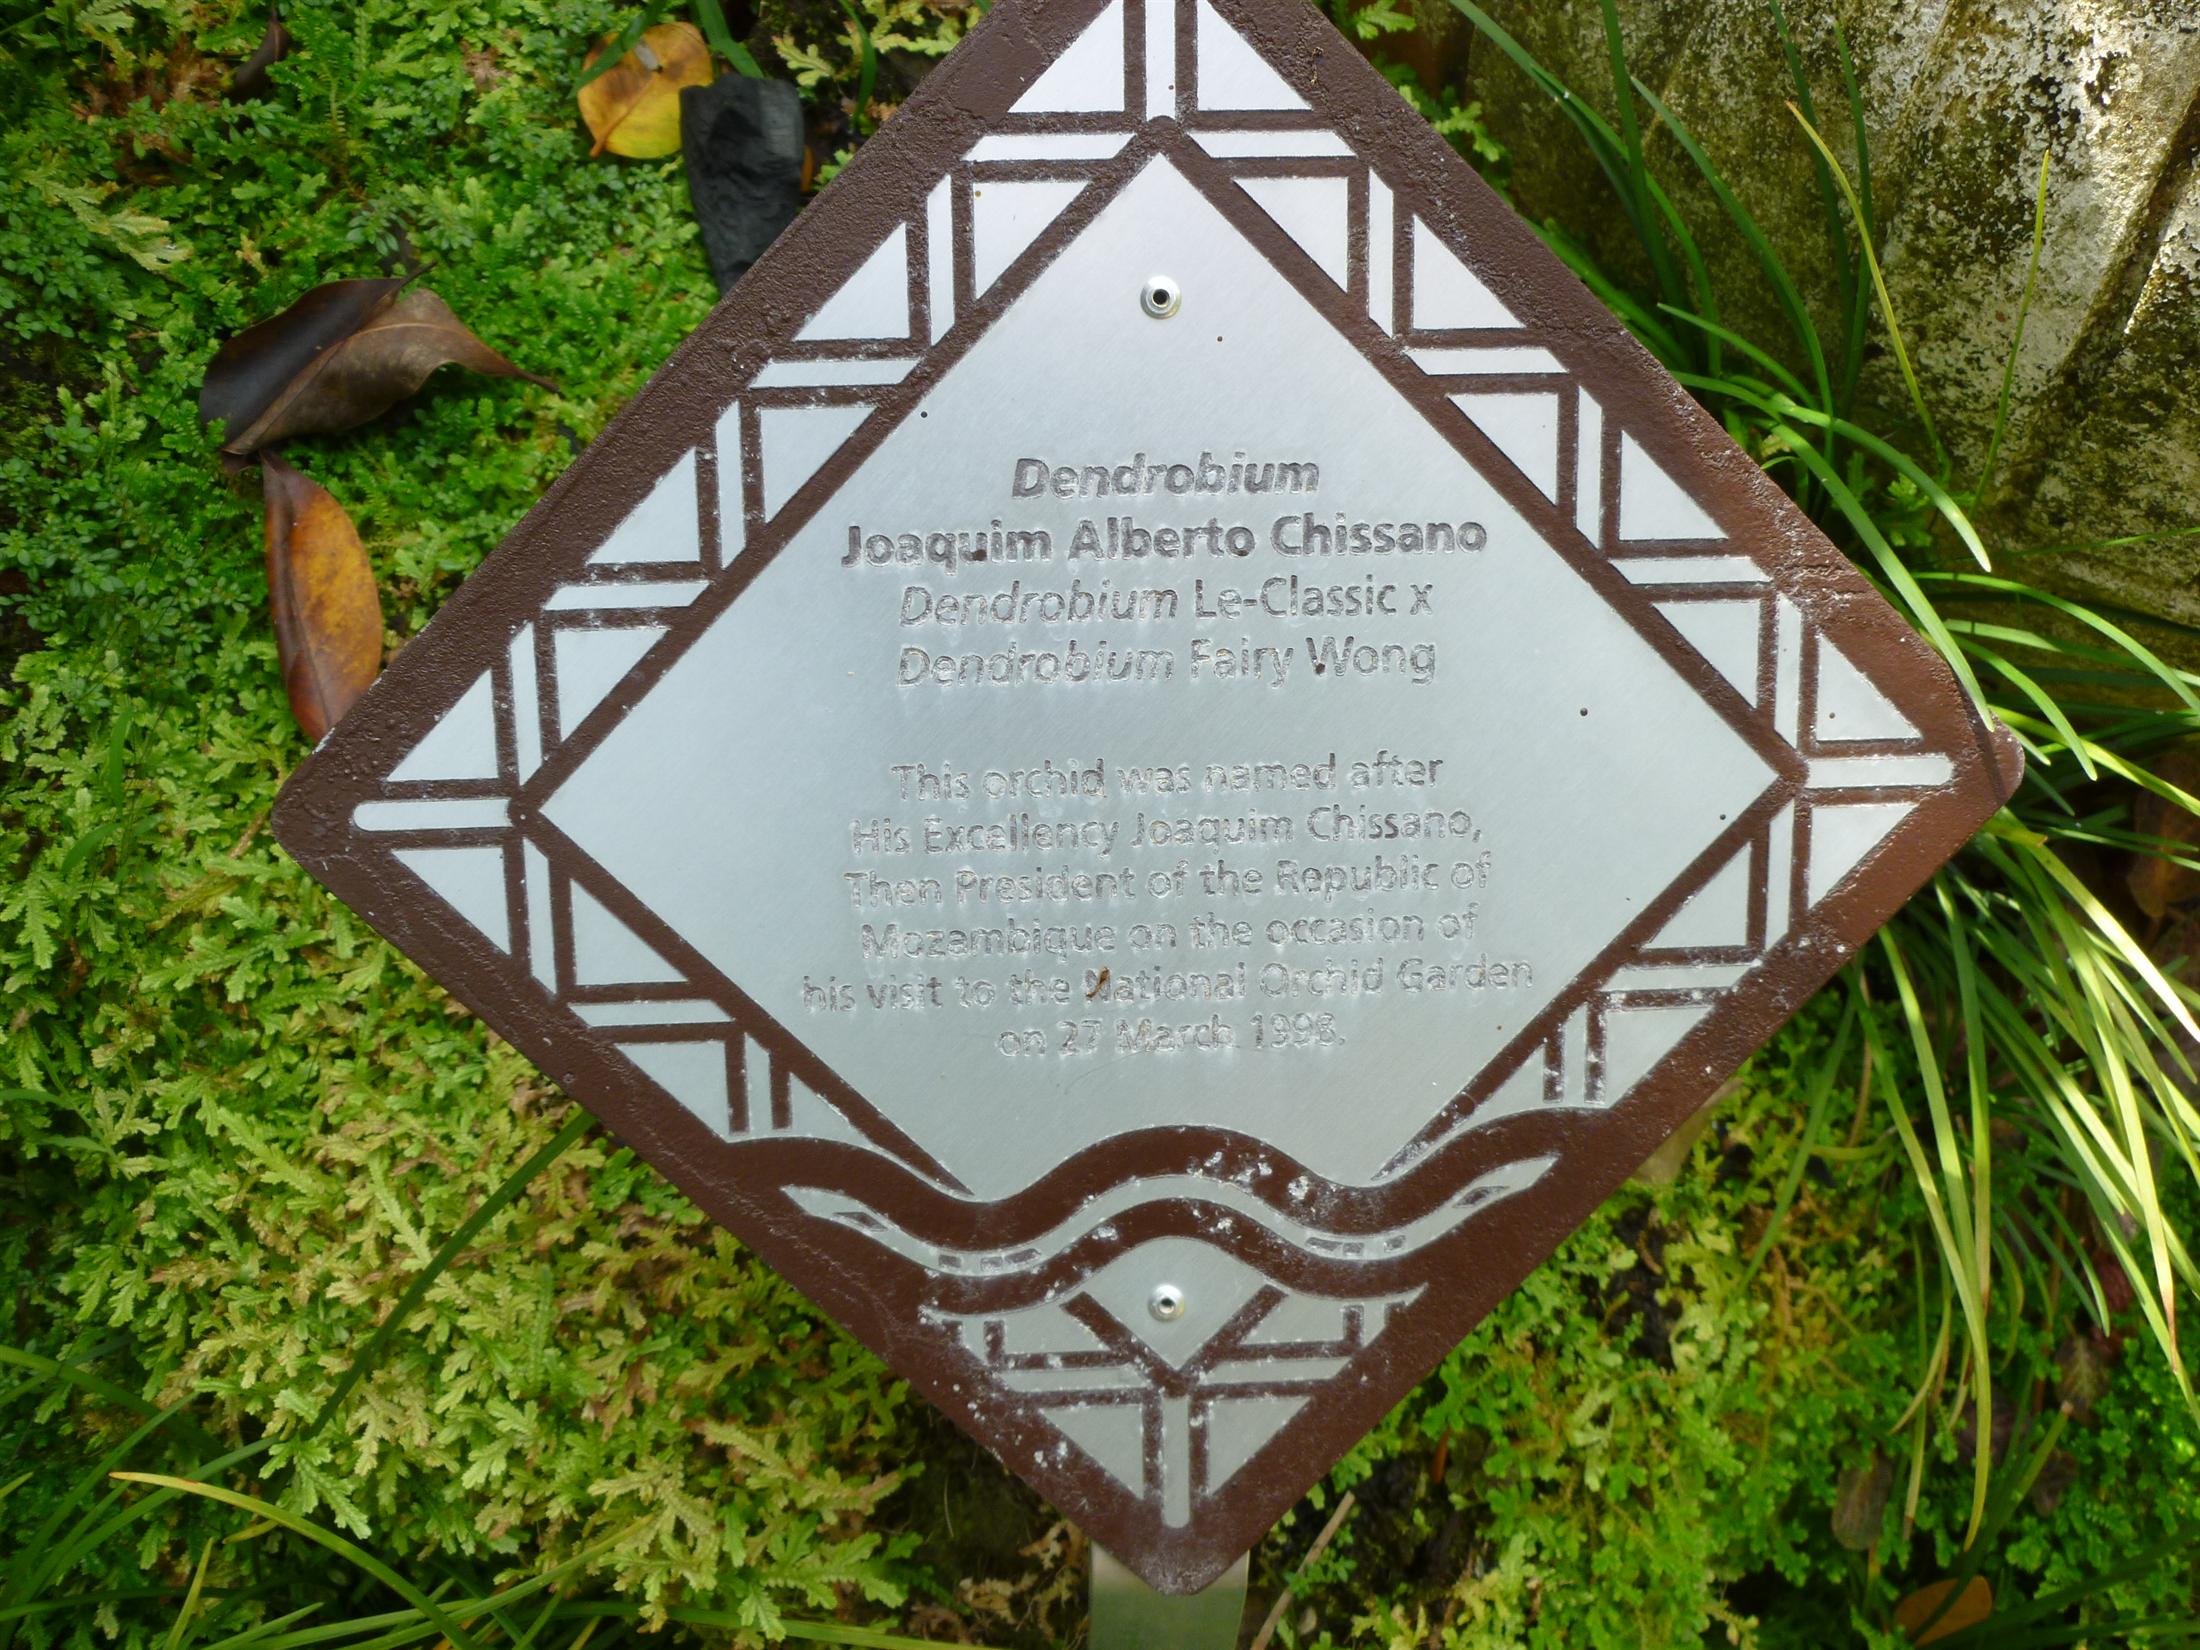 Dendrobium
Joaquim Alberto Chissano
Dendrobium Le-Classic x
Dendrobium Fairy Wong
This orchid was named after
His Excellency Joaquim Chissano,
Then President of the Republic of
Mozambique on the occasion of
his visit to the National Orchid Garden
on 27 March 1998.